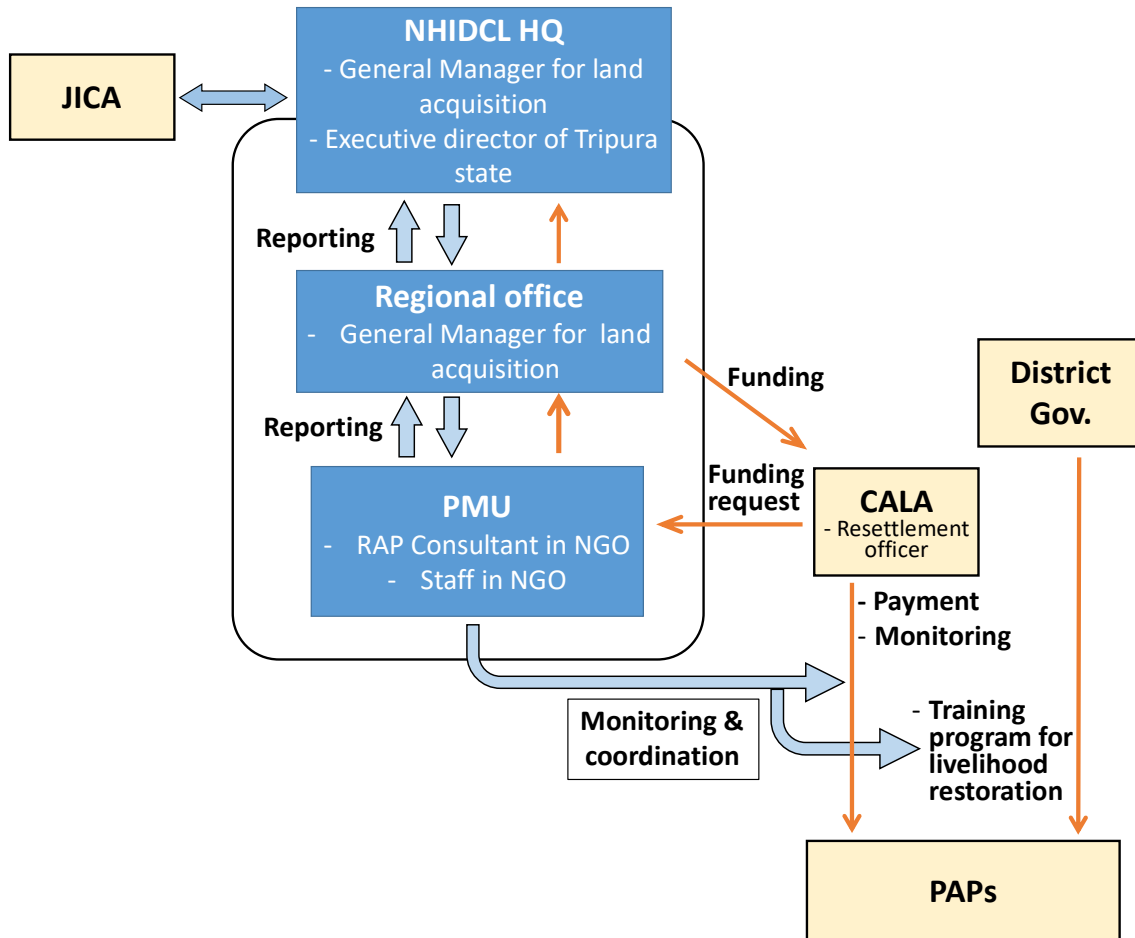 NHIDCL HQ
- General Manager for land
acquisition
- Executive director of Tripura
state
JICA
Reporting
Regional office
- General Manager for land
acquisition
Funding
District
Gov.
Reporting
Funding
request
PMU
- RAP Consultant in NGO
- Staff in NGO
CALA
- Resettlement
officer
- Payment
- Monitoring
Monitoring &
coordination
- Training
program for
livelihood
restoration
PAPs